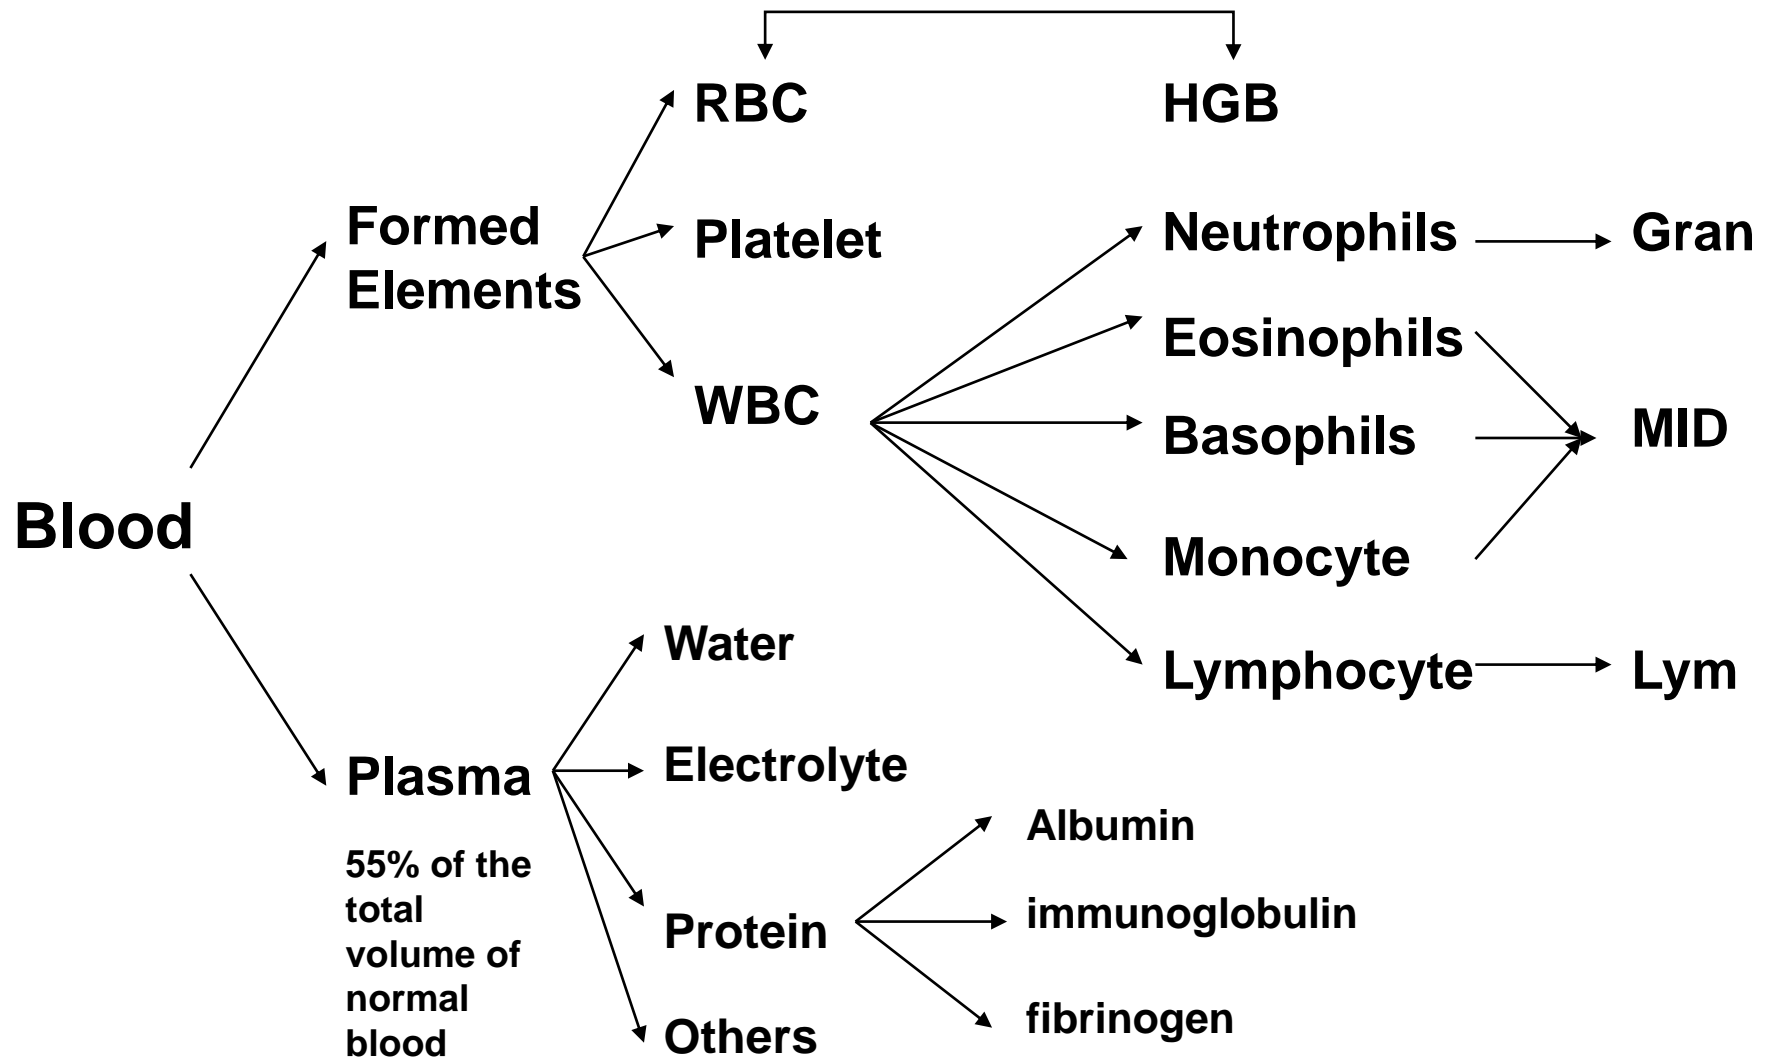 RBC
HGB
Formed
Elements
Platelet
Neutrophils
Gran
Eosinophils
WBC
Basophils
MID
Blood
Monocyte
Water
Lymphocyte
Lym
Plasma
Electrolyte
55% of the
total
volume of
normal
blood
Protein
Albumin
immunoglobulin
fibrinogen
Others